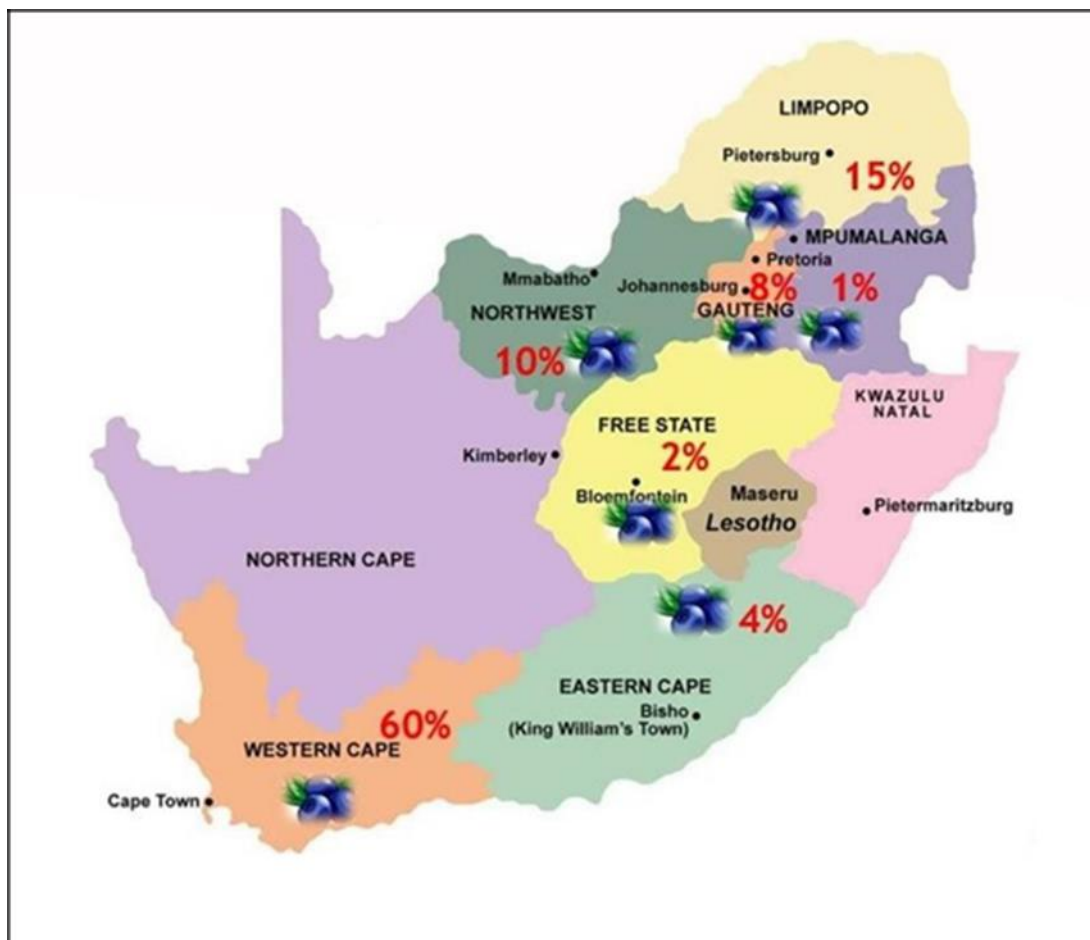 LIMPOPO
Pietersburg
15%
MPUMALANGA
Pretoria
Mmabatho
Johannesburg
8%
1%
NORTHWEST
GAUTENG
10%
KWAZULU
NATAL
FREE STATE
Kimberley
2%
Bloemfontein
Maseru
Lesotho
Pietermaritzburg
NORTHERN CAPE
4%
EASTERN CAPE
Bisho
(King William's Town)
60%
WESTERN CAPE
Cape Town